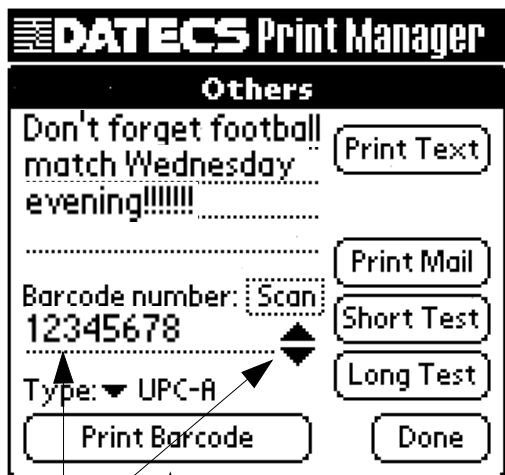 DATECS Print Manager
Others
Don't forget football
match Wednesday
evening!!!!!!!
Print Text
Print Mail
Barcode number: Scan
12345678
Short Test
Type: UPC-A
Long Test
Print Barcode
Done